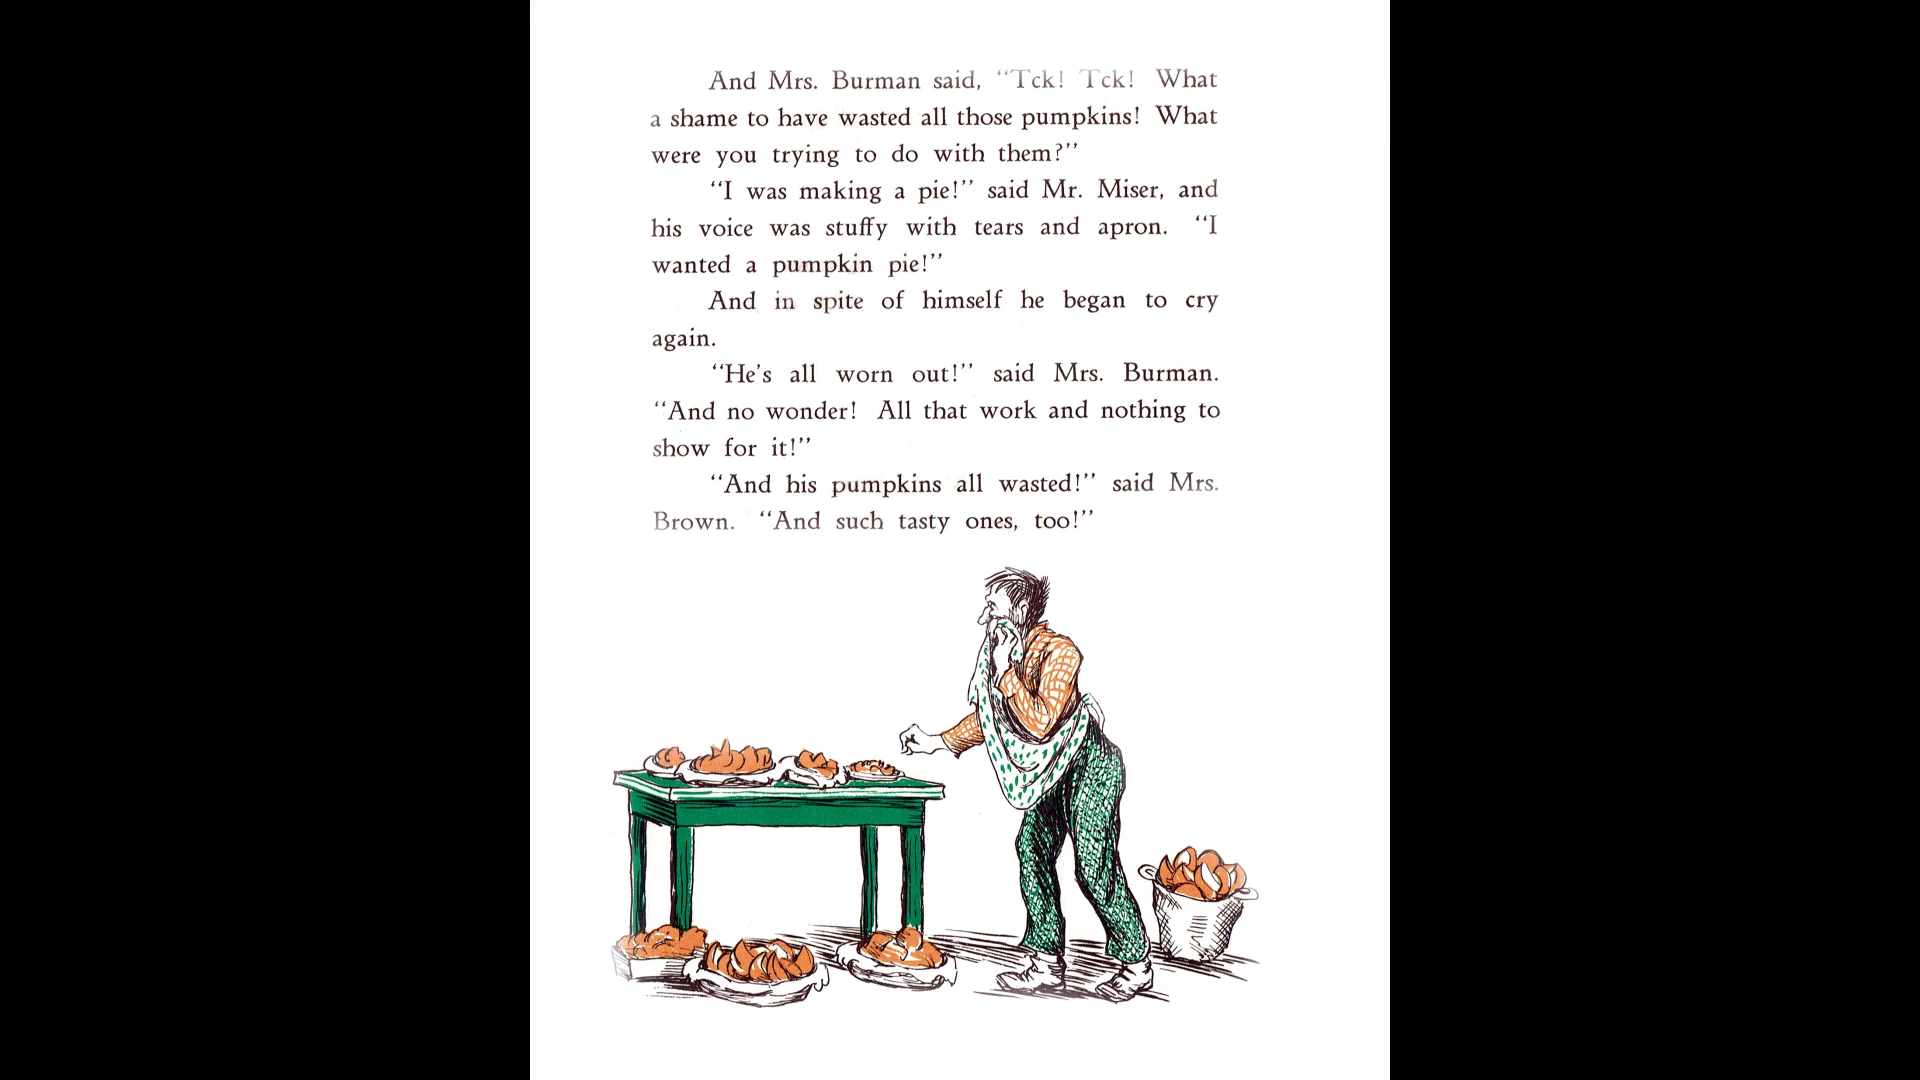 And Mrs. Burman said, “Tck! Tck! What
a shame to have wasted all those pumpkins! What
were you trying to do with them?”
“I was making a pie!” said Mr. Miser, and
his voice was stuffy with tears and apron. “I
wanted a pumpkin pie!”
And in spite of himself he began to cry
again.
“He’s all worn out!” said Mrs. Burman.
“And no wonder! All that work and nothing to
show for it!”
“And his pumpkins all wasted!” said Mrs.
Brown. “And such tasty ones, too!”